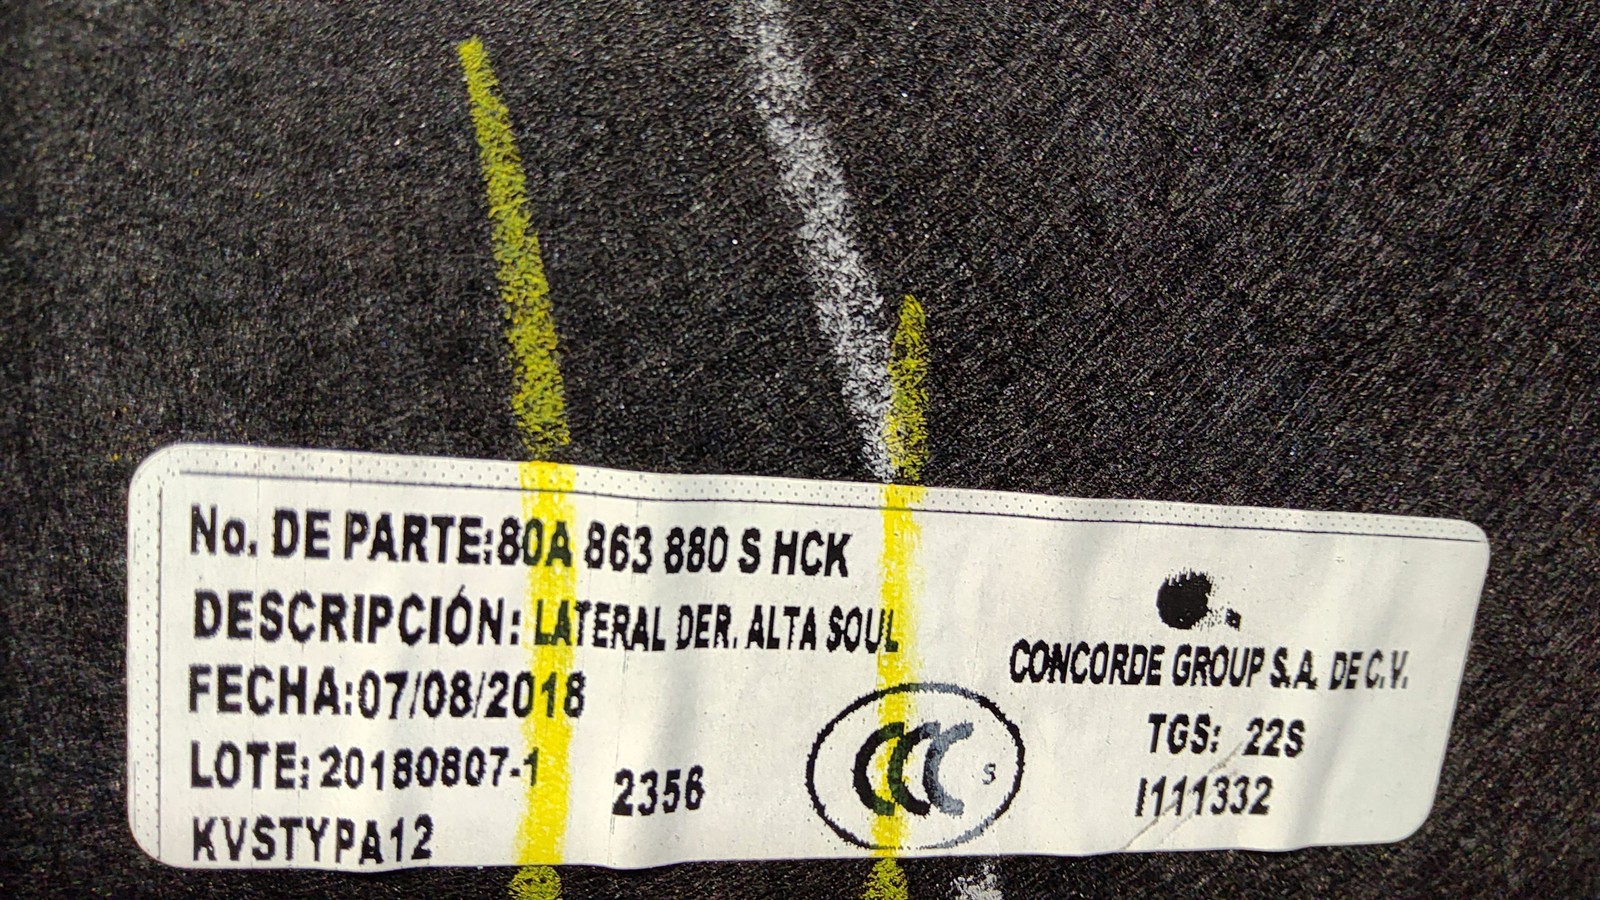 No. DE PARTE:80A 863 880 S HCK
DESCRIPCIÓN: LATERAL DER. ALTA SOUL
FECHA:07/08/2018
LOTE:20180807-1
2356
KVSTYPA12
CCC S
CONCORDE GROUP S.A. DE C.V.
TGS: 22S
I111332